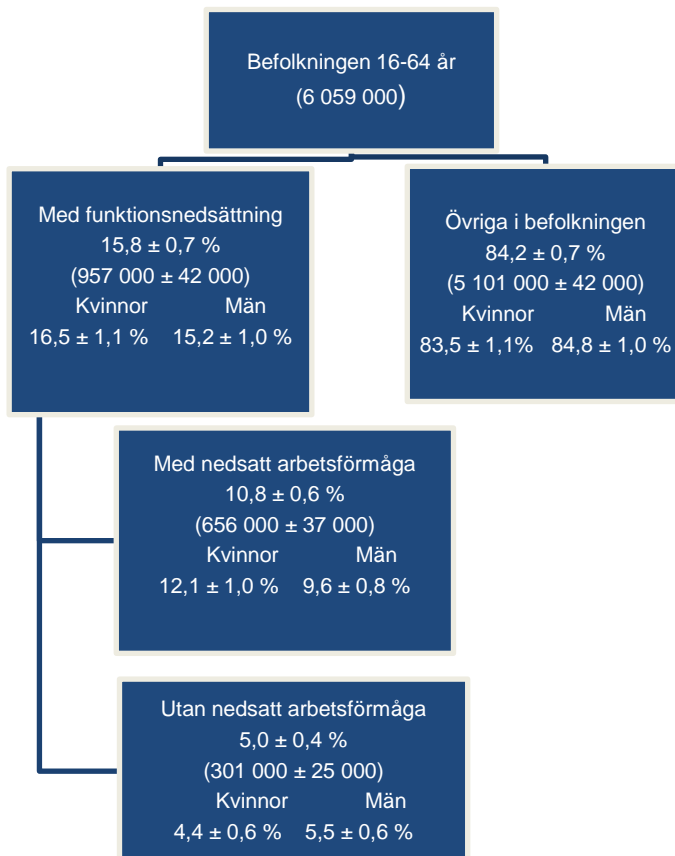 Befolkningen 16-64 år
(6 059 000)
Med funktionsnedsättning
15,8 ± 0,7 %
(957 000 ± 42 000)
Kvinnor Män
16,5 ± 1,1 % 15,2 ± 1,0 %
Övriga i befolkningen
84,2 ± 0,7 %
(5 101 000 ± 42 000)
Kvinnor Män
83,5 ± 1,1% 84,8 ± 1,0 %
Med nedsatt arbetsförmåga
10,8 ± 0,6 %
(656 000 ± 37 000)
Kvinnor Män
12,1 ± 1,0 % 9,6 ± 0,8 %
Utan nedsatt arbetsförmåga
5,0 ± 0,4 %
(301 000 ± 25 000)
Kvinnor Män
4,4 ± 0,6 % 5,5 ± 0,6 %